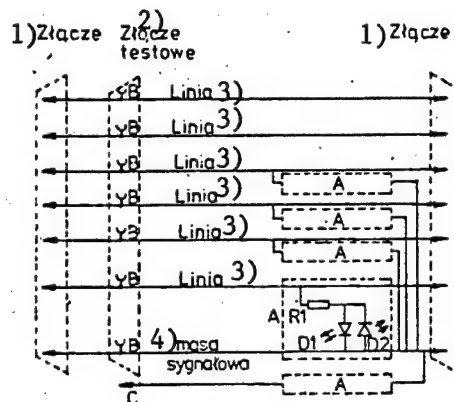 1)Złącze 2)Złącze testowe 1)Złącze
YB Linia 3)
Linia 3)
YB Linia 3)
A
YB Linia 3)
A
YB Linia 3)
A
YB Linia 3)
A R1
D1 D2
YB 4)masa sygnałowa
C A